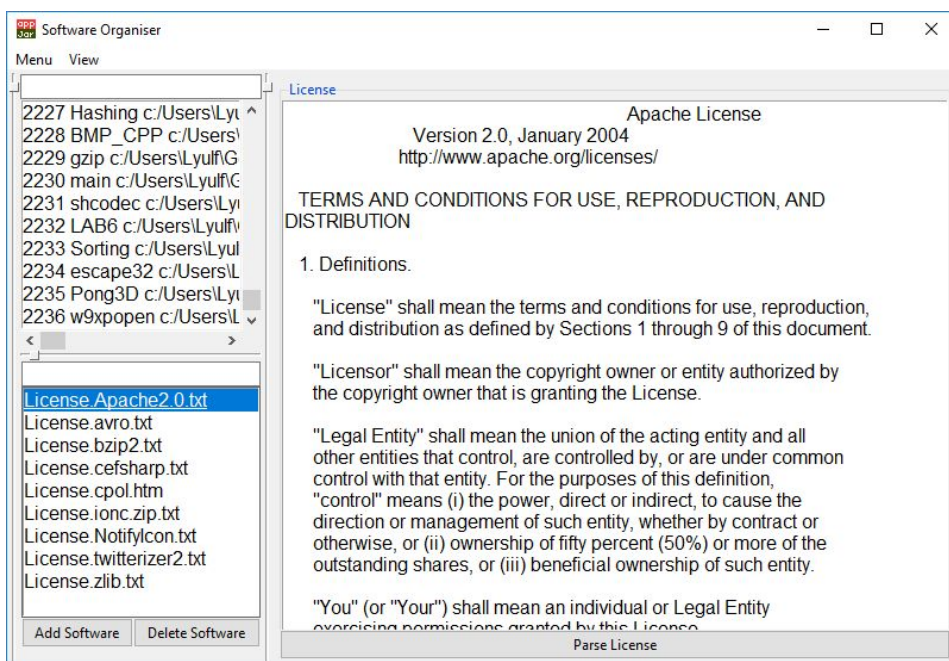 app
Jar
Software Organiser
Menu View
2227 Hashing c:/Users\Lyu
2228 BMP_CPP c:/Users\
2229 gzip c:/Users\Lyulf\G
2230 main c:/Users\Lyulf\G
2231 shcodec c:/Users\Lyu
2232 LAB6 c:/Users\Lyulf\
2233 Sorting c:/Users\Lyul
2234 escape32 c:/Users\L
2235 Pong3D c:/Users\Lyu
2236 w9xpopen c:/Users\L
License.Apache2.0.txt
License.avro.txt
License.bzip2.txt
License.cefsharp.txt
License.cpol.htm
License.ionc.zip.txt
License.NotifyIcon.txt
License.twitterizer2.txt
License.zlib.txt
Add Software
Delete Software
License
Apache License
Version 2.0, January 2004
http://www.apache.org/licenses/
TERMS AND CONDITIONS FOR USE, REPRODUCTION, AND
DISTRIBUTION
1. Definitions.
"License" shall mean the terms and conditions for use, reproduction,
and distribution as defined by Sections 1 through 9 of this document.
"Licensor" shall mean the copyright owner or entity authorized by
the copyright owner that is granting the License.
"Legal Entity" shall mean the union of the acting entity and all
other entities that control, are controlled by, or are under common
control with that entity. For the purposes of this definition,
"control" means (i) the power, direct or indirect, to cause the
direction or management of such entity, whether by contract or
otherwise, or (ii) ownership of fifty percent (50%) or more of the
outstanding shares, or (iii) beneficial ownership of such entity.
"You" (or "Your") shall mean an individual or Legal Entity
exercising permissions granted by this License.
Parse License